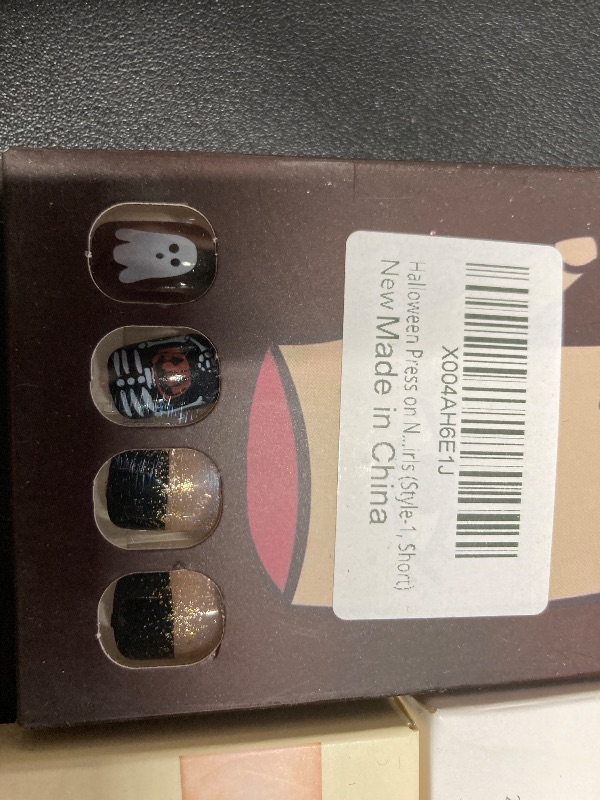 X004AH6E1J
Halloween Press on N...irls (Style-1, Short)
New Made in China